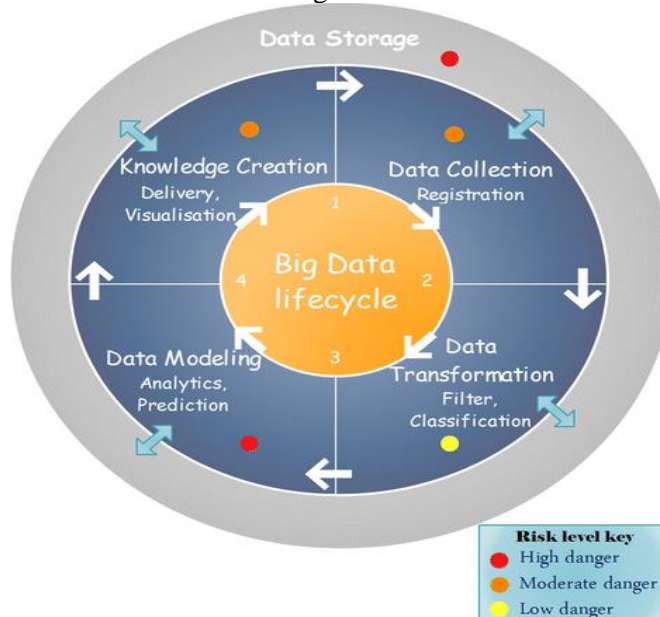 Data Storage
Knowledge Creation
Delivery,
Visualisation
Data Collection
Registration
1
Big Data
lifecycle
4
2
3
Data Modeling
Analytics,
Prediction
Data
Transformation
Filter,
Classification
Risk level key
High danger
Moderate danger
Low danger